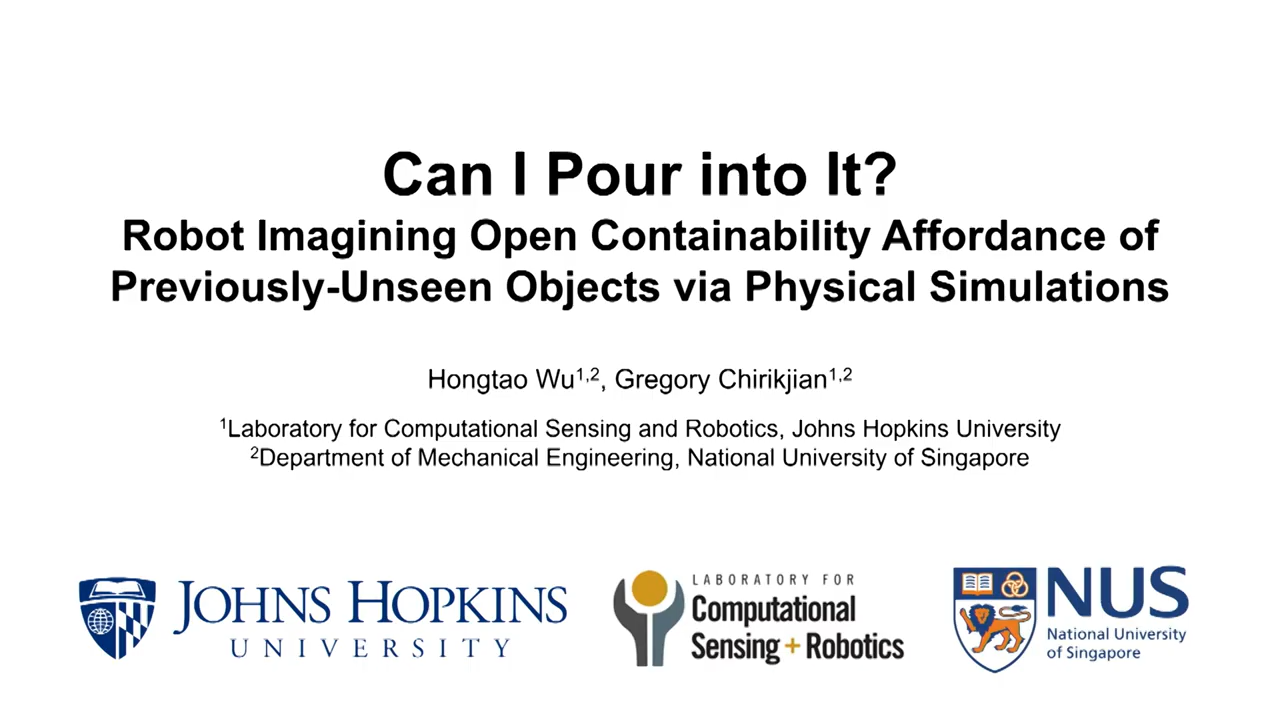 Can I Pour into It?
Robot Imagining Open Containability Affordance of
Previously-Unseen Objects via Physical Simulations
Hongtao Wu¹,², Gregory Chirikjian¹,²
¹Laboratory for Computational Sensing and Robotics, Johns Hopkins University
²Department of Mechanical Engineering, National University of Singapore
JOHNS HOPKINS
UNIVERSITY
LABORATORY FOR
Computational
Sensing + Robotics
NUS
National University
of Singapore